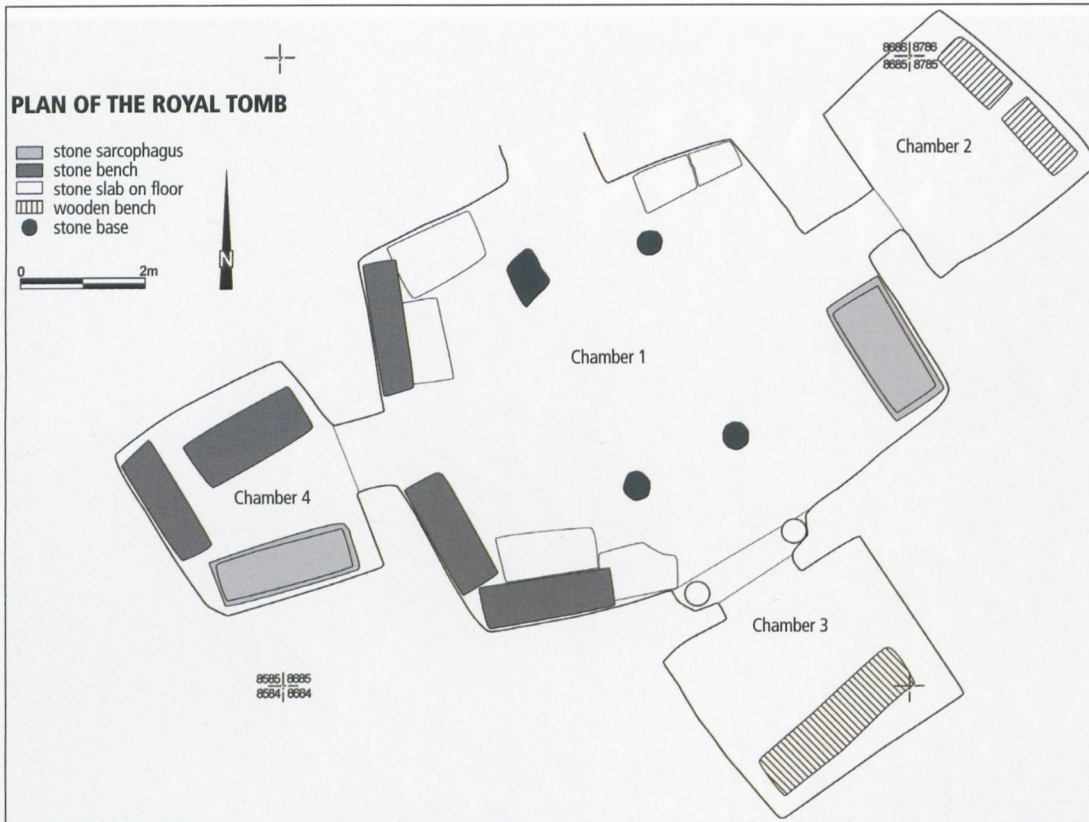 PLAN OF THE ROYAL TOMB
stone sarcophagus
stone bench
stone slab on floor
wooden bench
stone base
0 2m
N
8686 8786
8685 8785
Chamber 2
Chamber 1
Chamber 4
Chamber 3
8585 8685
8584 8684